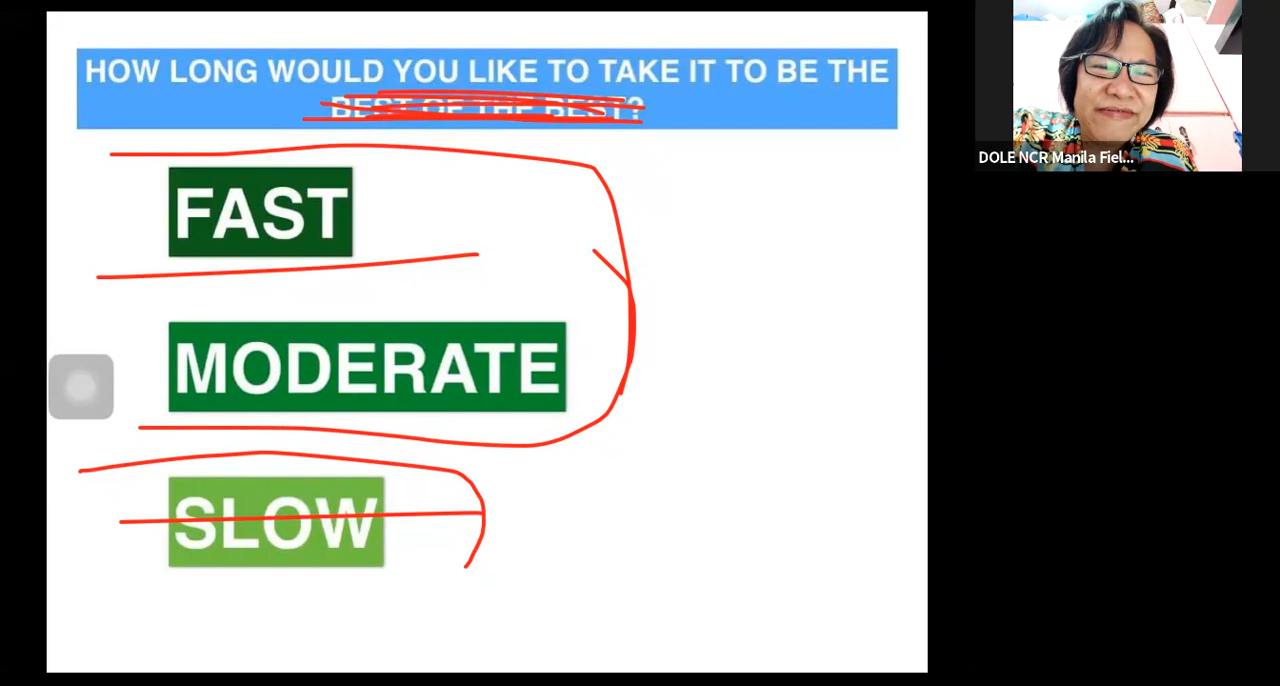 HOW LONG WOULD YOU LIKE TO TAKE IT TO BE THE
BEST OF THE BEST?
FAST
MODERATE
SLOW
DOLE NCR Manila Fiel...